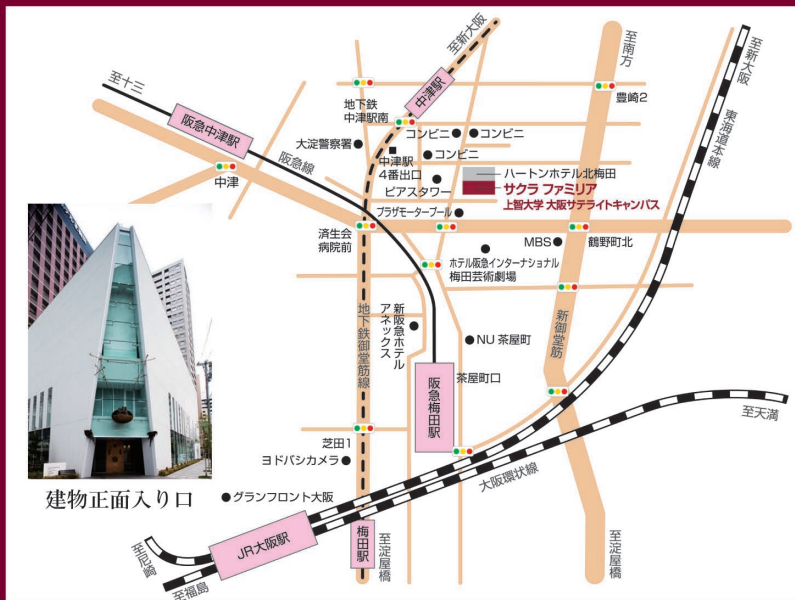 至新大阪
至南方
至新大阪
東海道本線
至十三
中津駅
地下鉄
中津駅南
豊崎2
阪急中津駅
コンビニ
コンビニ
大淀警察署
中津駅
4番出口
コンビニ
阪急線
中津
ハートンホテル北梅田
ピアスタワー
サクラ ファミリア
上智大学 大阪サテライトキャンパス
プラザモータープール
済生会
病院前
MBS
鶴野町北
ホテル阪急インターナショナル
梅田芸術劇場
地下鉄御堂筋線
新阪急ホテル
アネックス
新御堂筋
NU 茶屋町
阪急梅田駅
茶屋町口
至天満
芝田1
ヨドバシカメラ
大阪環状線
グランフロント大阪
建物正面入り口
JR大阪駅
梅田駅
至淀屋橋
至淀屋橋
至尼崎
至福島